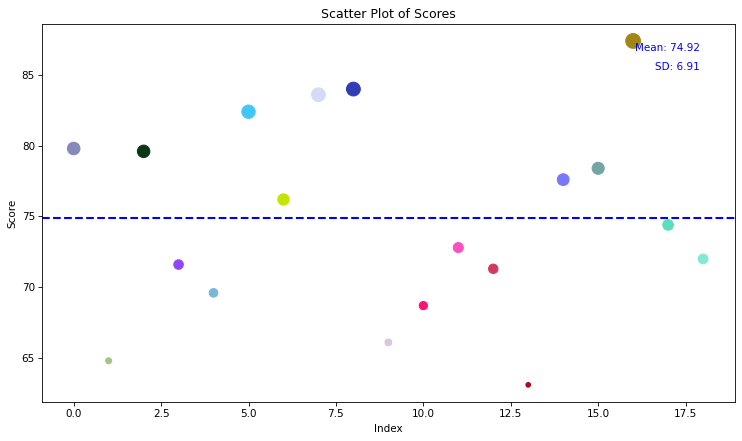 Scatter Plot of Scores
Mean: 74.92
SD: 6.91
85
80
75
70
65
Score
0.0 2.5 5.0 7.5 10.0 12.5 15.0 17.5
Index